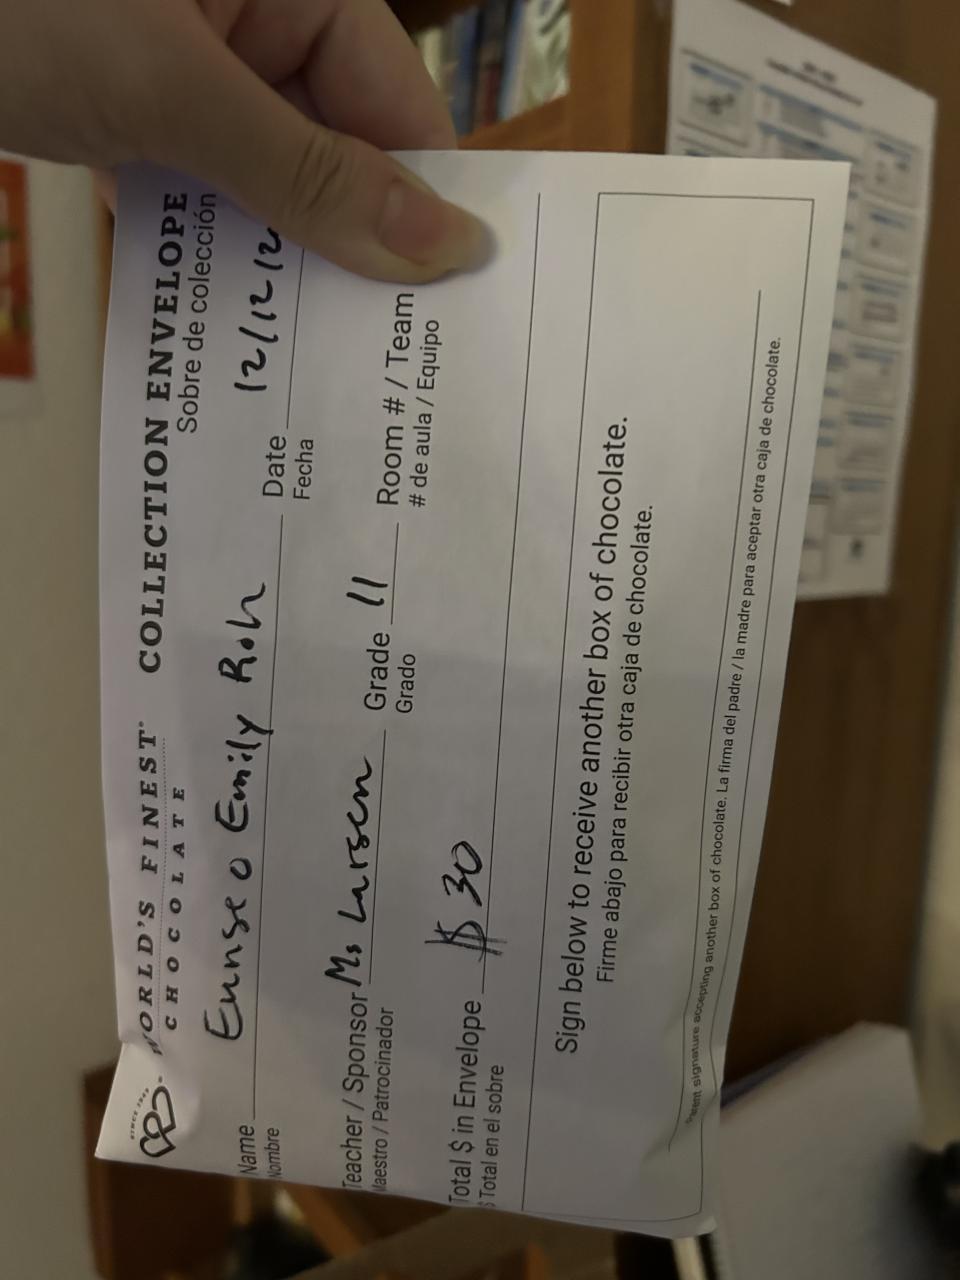 SINCE 1949
WORLD'S FINEST® COLLECTION ENVELOPE
CHOCOLATE Sobre de colección
Name Eunseo Emily Roh Date 12/12/2
Nombre Fecha
Teacher / Sponsor Ms Larsen Grade 11 Room # / Team
Maestro / Patrocinador Grado # de aula / Equipo
Total $ in Envelope $30
$ Total en el sobre
Sign below to receive another box of chocolate.
Firme abajo para recibir otra caja de chocolate.
Parent signature accepting another box of chocolate. La firma del padre / la madre para aceptar otra caja de chocolate.